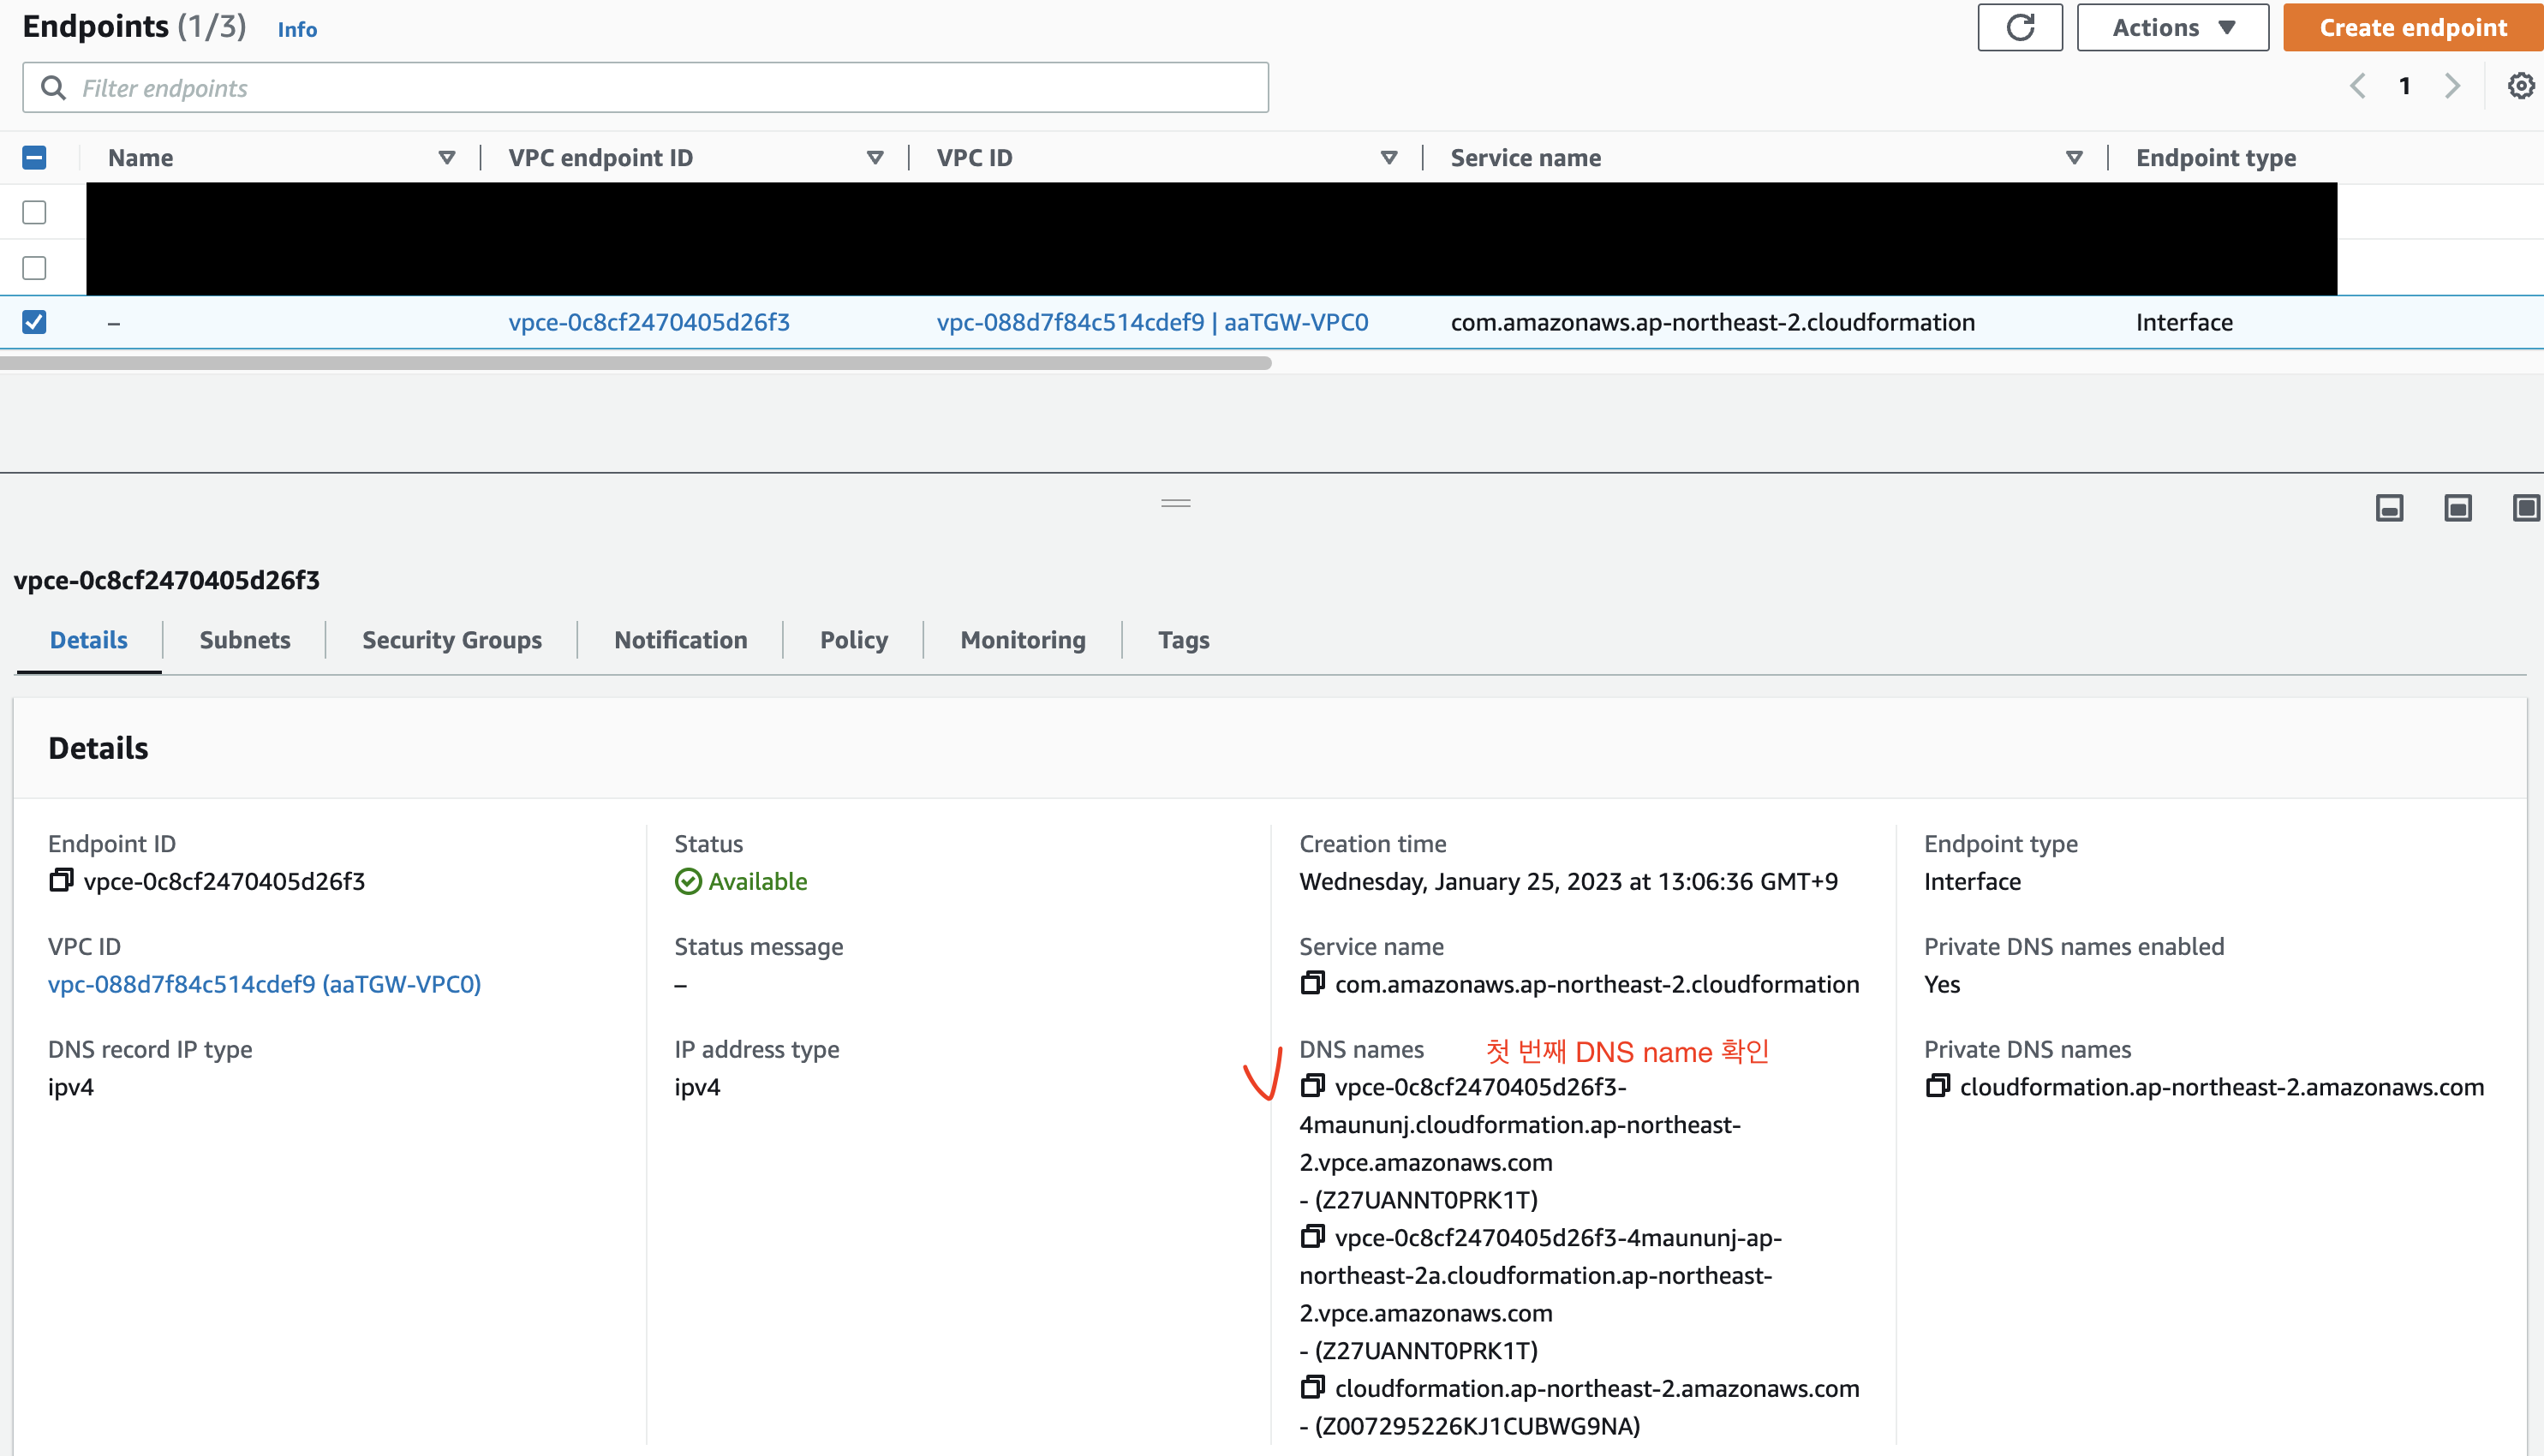 Endpoints (1/3) Info
Actions Create endpoint
Filter endpoints
1
Name VPC endpoint ID VPC ID Service name Endpoint type
– vpce-0c8cf2470405d26f3 vpc-088d7f84c514cdef9 | aaTGW-VPC0 com.amazonaws.ap-northeast-2.cloudformation Interface
vpce-0c8cf2470405d26f3
Details Subnets Security Groups Notification Policy Monitoring Tags
Details
Endpoint ID
vpce-0c8cf2470405d26f3
VPC ID
vpc-088d7f84c514cdef9 (aaTGW-VPC0)
DNS record IP type
ipv4
Status
Available
Status message
–
IP address type
ipv4
Creation time
Wednesday, January 25, 2023 at 13:06:36 GMT+9
Service name
com.amazonaws.ap-northeast-2.cloudformation
DNS names 첫 번째 DNS name 확인
vpce-0c8cf2470405d26f3-
4maununj.cloudformation.ap-northeast-
2.vpce.amazonaws.com
- (Z27UANNT0PRK1T)
vpce-0c8cf2470405d26f3-4maununj-ap-
northeast-2a.cloudformation.ap-northeast-
2.vpce.amazonaws.com
- (Z27UANNT0PRK1T)
cloudformation.ap-northeast-2.amazonaws.com
- (Z007295226KJ1CUBWG9NA)
Endpoint type
Interface
Private DNS names enabled
Yes
Private DNS names
cloudformation.ap-northeast-2.amazonaws.com